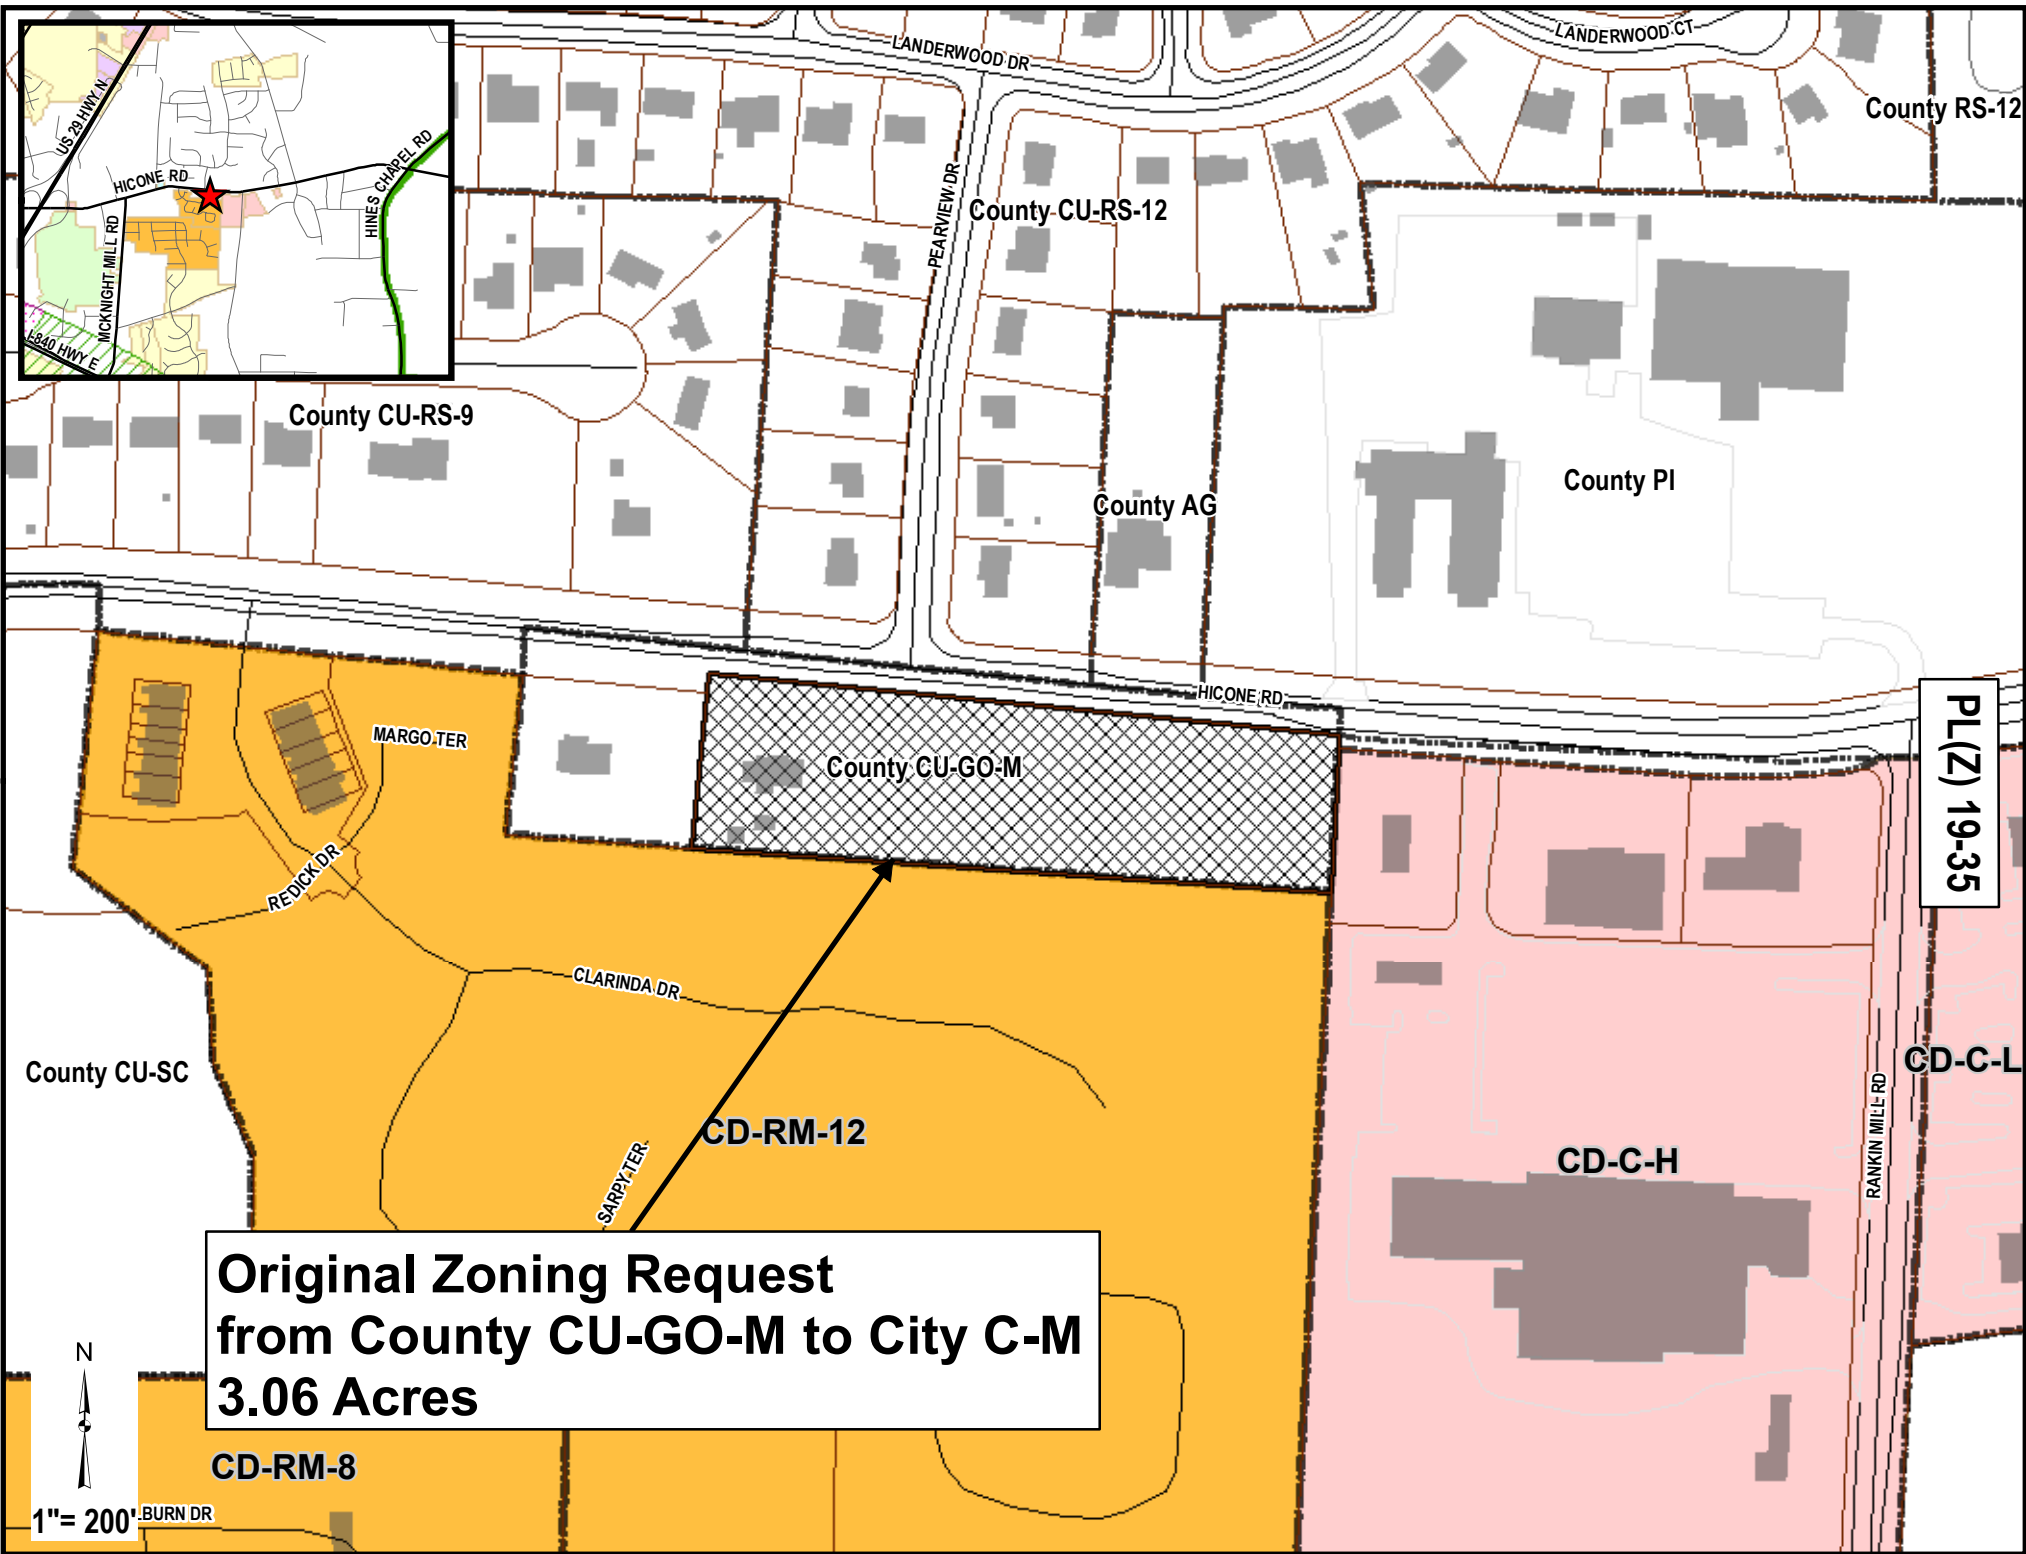 US 29 HWY N
HICONE RD
MCKNIGHT MILL RD
HINES CHAPEL RD
I-840 HWY E
LANDERWOOD DR
LANDERWOOD CT
County RS-12
PEARVIEW DR
County CU-RS-12
County CU-RS-9
County AG
County PI
HICONE RD
MARGO TER
County CU-GO-M
PL(Z) 19-35
REDICK DR
CLARINDA DR
County CU-SC
CD-RM-12
SARPY TER
CD-C-H
RANKIN MILL RD
CD-C-L
Original Zoning Request
from County CU-GO-M to City C-M
3.06 Acres
N
1"= 200'
CD-RM-8
BURN DR